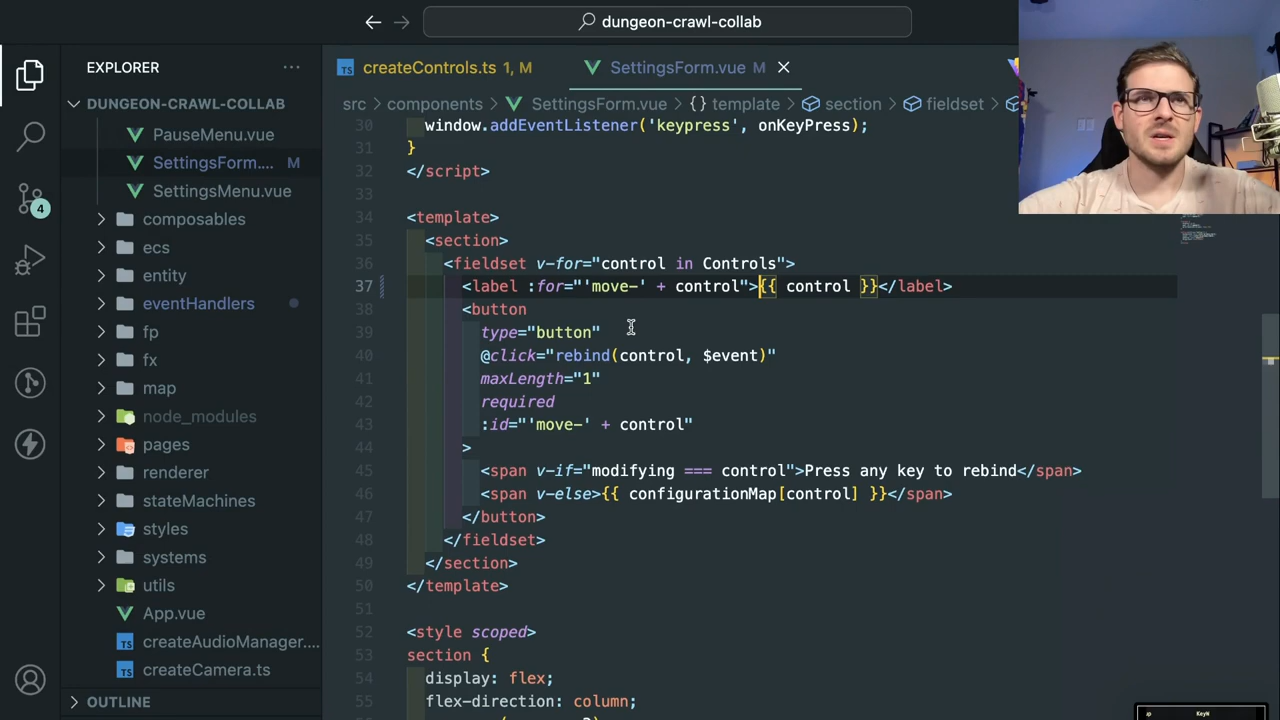 dungeon-crawl-collab
EXPLORER
DUNGEON-CRAWL-COLLAB
PauseMenu.vue
SettingsForm.... M
SettingsMenu.vue
composables
ecs
entity
eventHandlers
fp
fx
map
node_modules
pages
renderer
stateMachines
styles
systems
utils
App.vue
createAudioManager....
createCamera.ts
OUTLINE
4
createControls.ts 1, M
SettingsForm.vue M
src > components > SettingsForm.vue > {} template > section > fieldset
30 window.addEventListener('keypress', onKeyPress);
31 }
32 </script>
33
34 <template>
35 <section>
36 <fieldset v-for="control in Controls">
37 <label :for="'move-' + control">{{ control }}</label>
38 <button
39 type="button"
40 @click="rebind(control, $event)"
41 maxLength="1"
42 required
43 :id="'move-' + control"
44 >
45 <span v-if="modifying === control">Press any key to rebind</span>
46 <span v-else>{{ configurationMap[control] }}</span>
47 </button>
48 </fieldset>
49 </section>
50 </template>
51
52 <style scoped>
53 section {
54 display: flex;
55 flex-direction: column;
KeyW